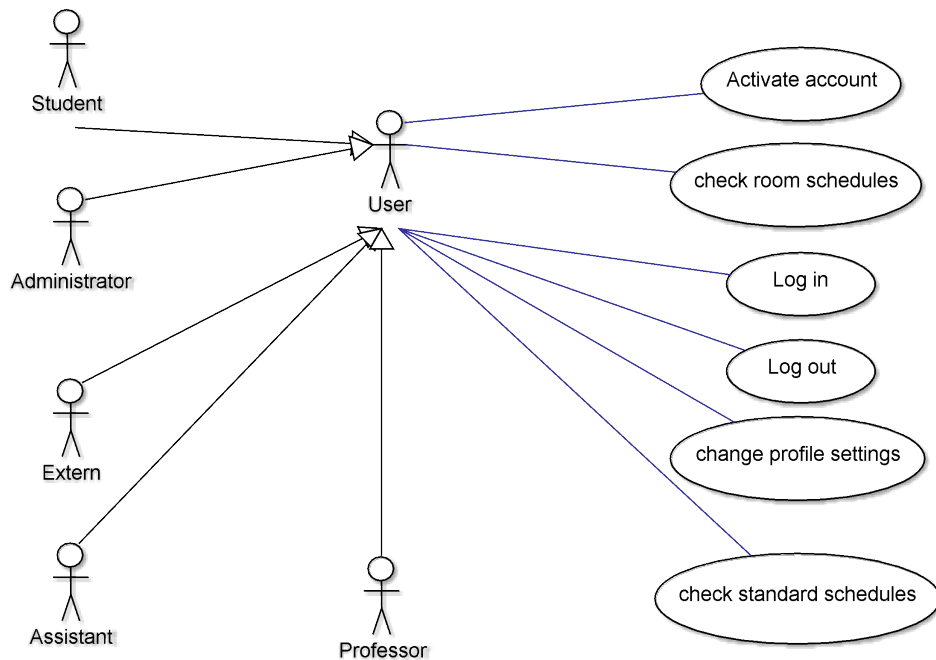 Student
Activate account
check room schedules
User
Administrator
Log in
Log out
change profile settings
Extern
check standard schedules
Assistant
Professor